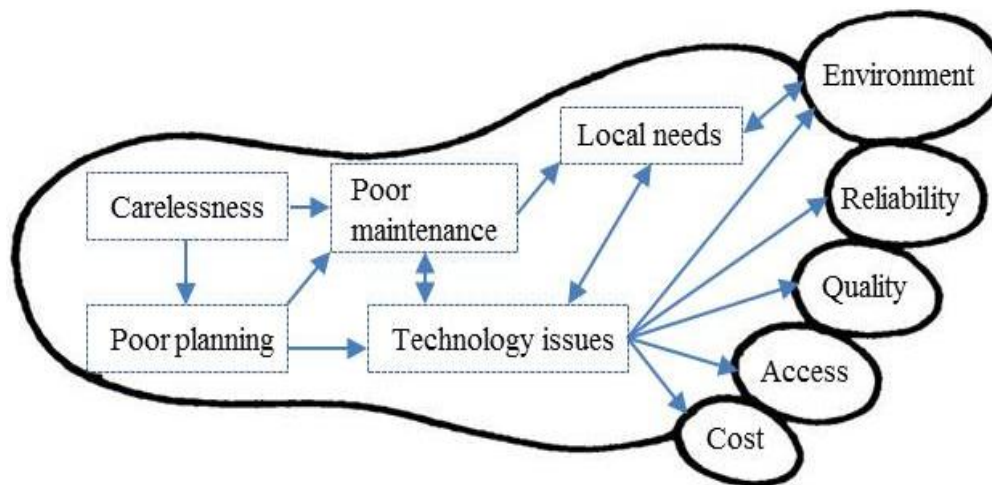 Environment
Local needs
Poor
maintenance
Carelessness
Reliability
Quality
Poor planning
Technology issues
Access
Cost